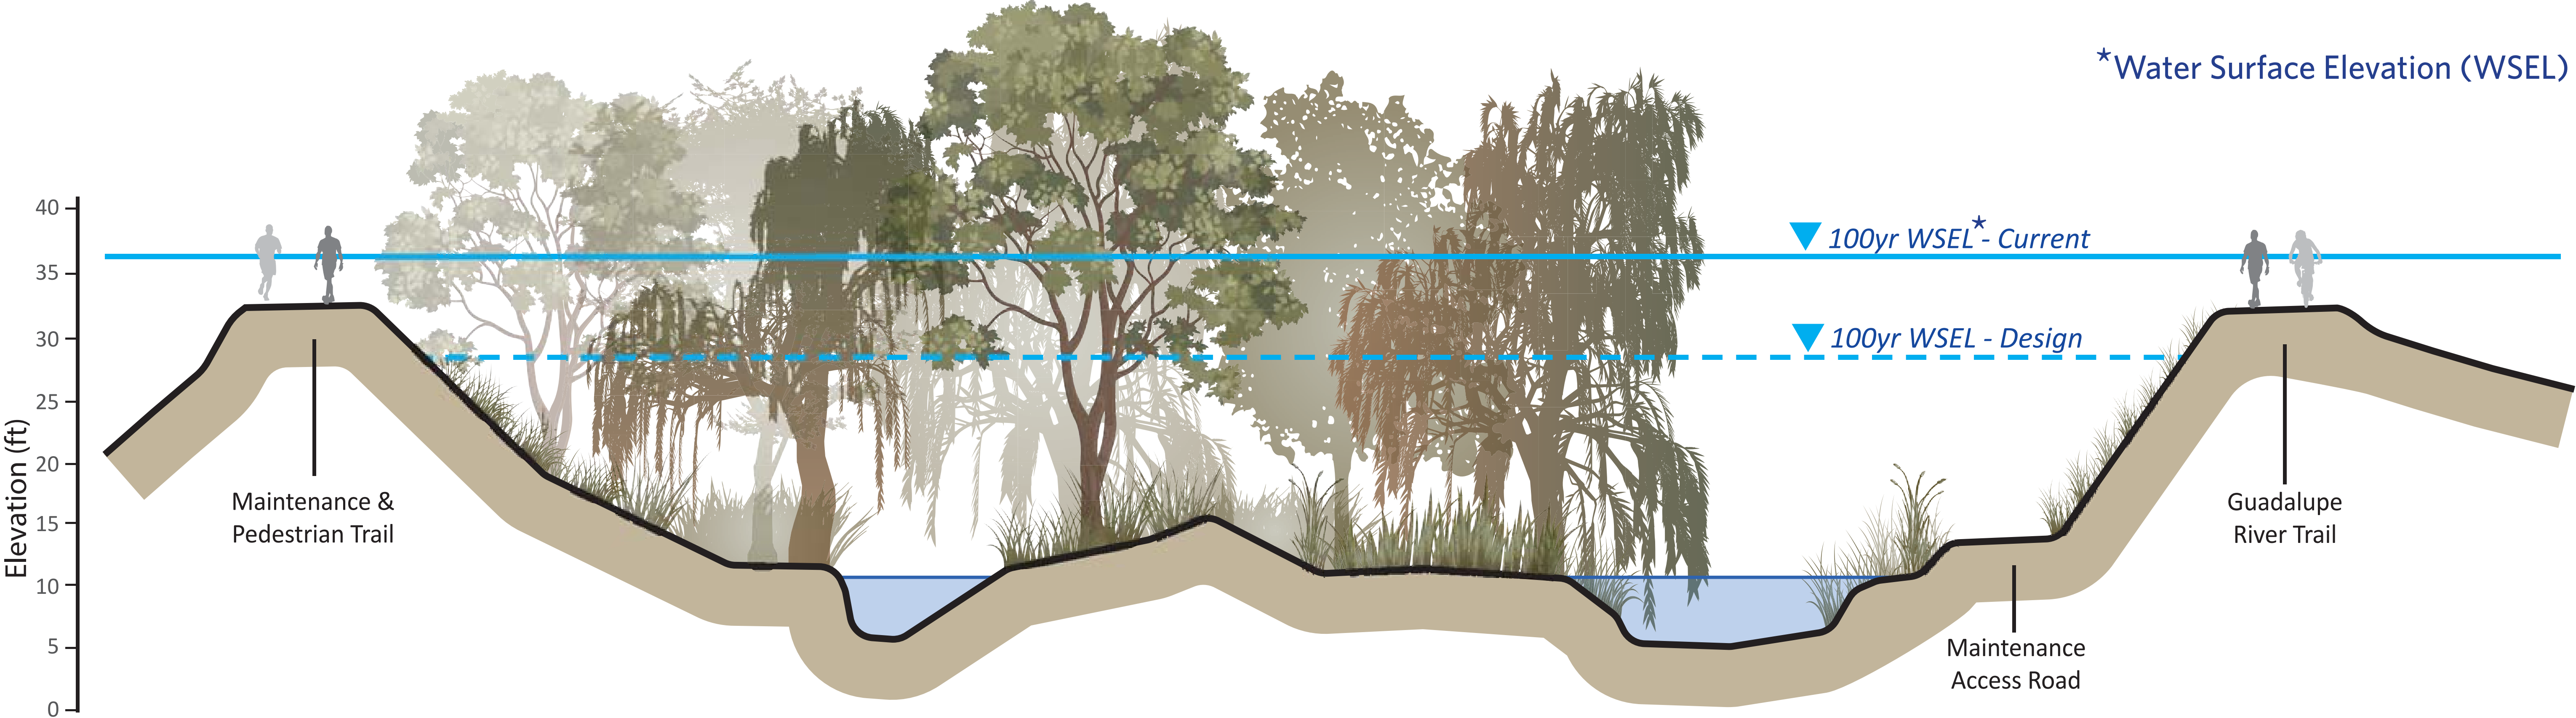 *Water Surface Elevation (WSEL)
40
35
30
25
20
15
10
5
0
Elevation (ft)
100yr WSEL* - Current
100yr WSEL - Design
Maintenance &
Pedestrian Trail
Guadalupe
River Trail
Maintenance
Access Road